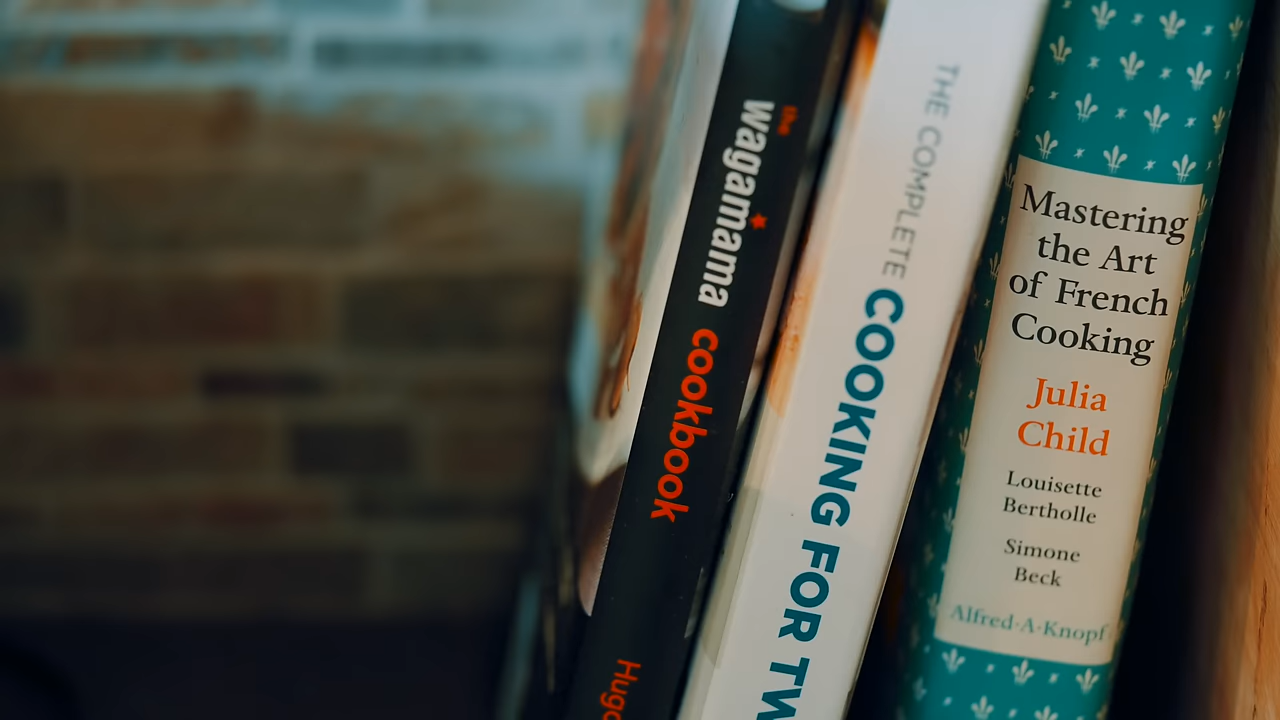 the
wagamama cookbook
Hugo
THE COMPLETE COOKING FOR TW
Mastering
the Art
of French
Cooking
Julia
Child
Louisette
Bertholle
Simone
Beck
Alfred·A·Knopf